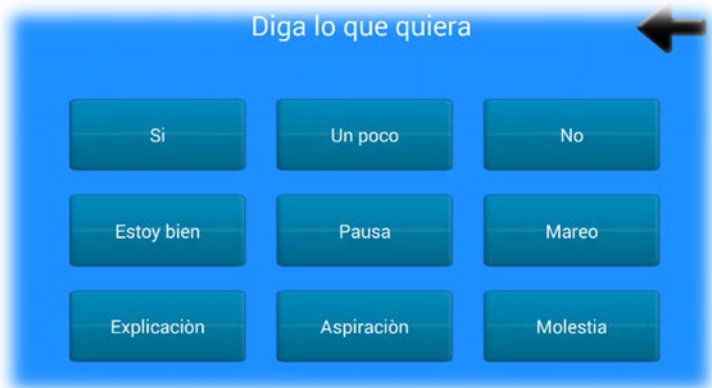 Diga lo que quiera
Si
Un poco
No
Estoy bien
Pausa
Mareo
Explicaciòn
Aspiraciòn
Molestia